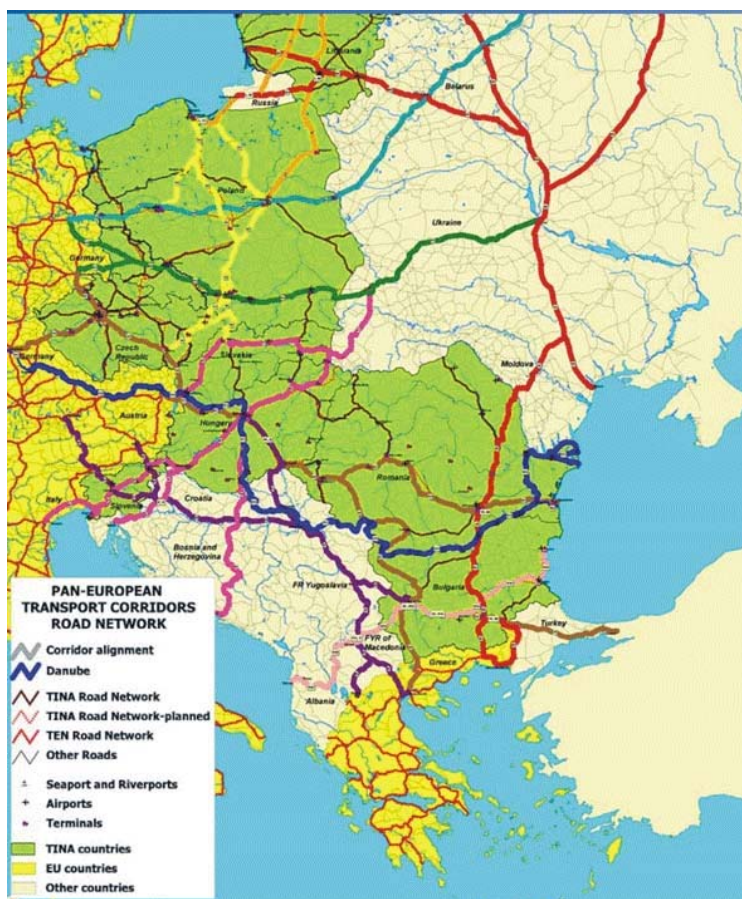 Lithuania
Russia
Belarus
Poland
Ukraine
Germany
Czech
Republic
Germany
Slovakia
Moldova
Austria
Hungary
Romania
Italy
Slovenia
Croatia
Bosnia and
Herzegovina
FR Yugoslavia
Bulgaria
FYR of
Macedonia
Turkey
Greece
Albania
PAN-EUROPEAN
TRANSPORT CORRIDORS
ROAD NETWORK
Corridor alignment
Danube
TINA Road Network
TINA Road Network-planned
TEN Road Network
Other Roads
Seaport and Riverports
Airports
Terminals
TINA countries
EU countries
Other countries